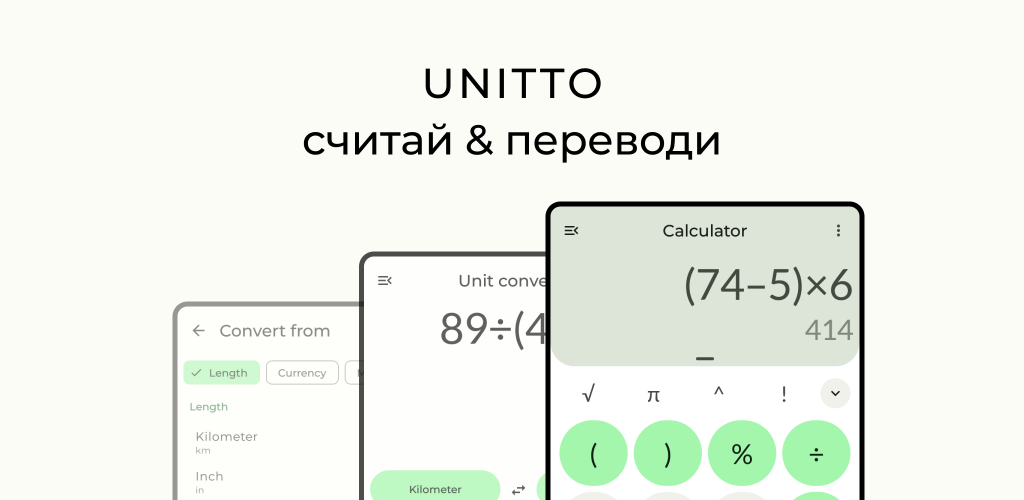 UNITTO
считай & переводи
Calculator
(74–5)×6
414
√ π ^ !
( ) % ÷
Unit conve
89÷(4
Kilometer
Convert from
Length Currency
Length
Kilometer
km
Inch
in